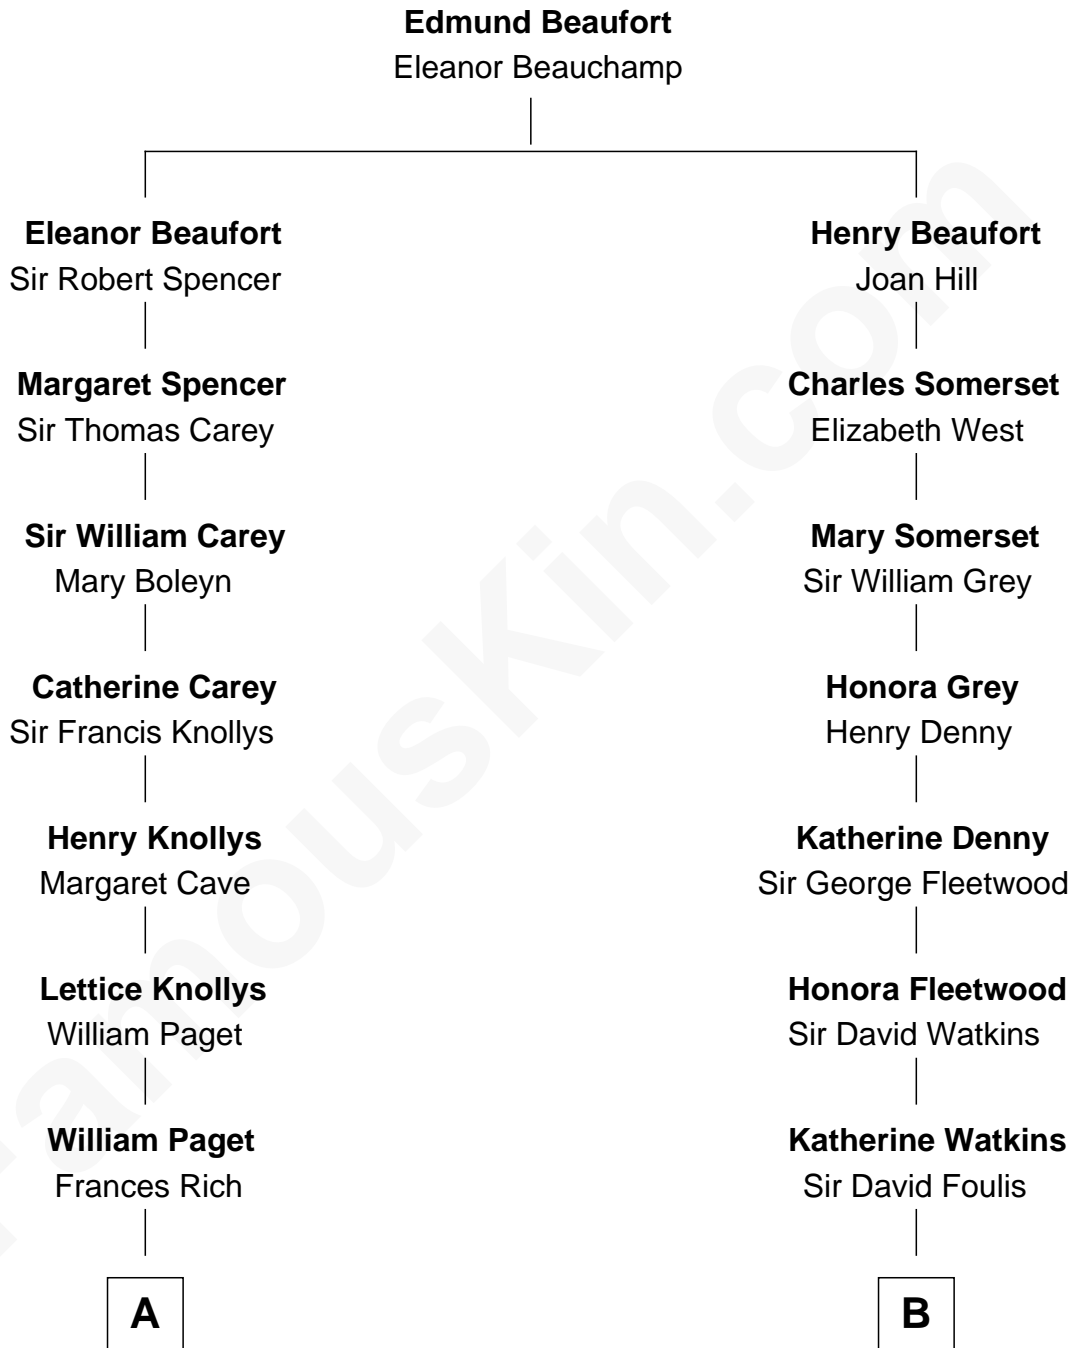 Edmund Beaufort
Eleanor Beauchamp
Eleanor Beaufort
Sir Robert Spencer
Henry Beaufort
Joan Hill
Margaret Spencer
Sir Thomas Carey
Charles Somerset
Elizabeth West
Sir William Carey
Mary Boleyn
Mary Somerset
Sir William Grey
Catherine Carey
Sir Francis Knollys
Honora Grey
Henry Denny
Henry Knollys
Margaret Cave
Katherine Denny
Sir George Fleetwood
Lettice Knollys
William Paget
Honora Fleetwood
Sir David Watkins
William Paget
Frances Rich
Katherine Watkins
Sir David Foulis
A
B
FamousKin.com